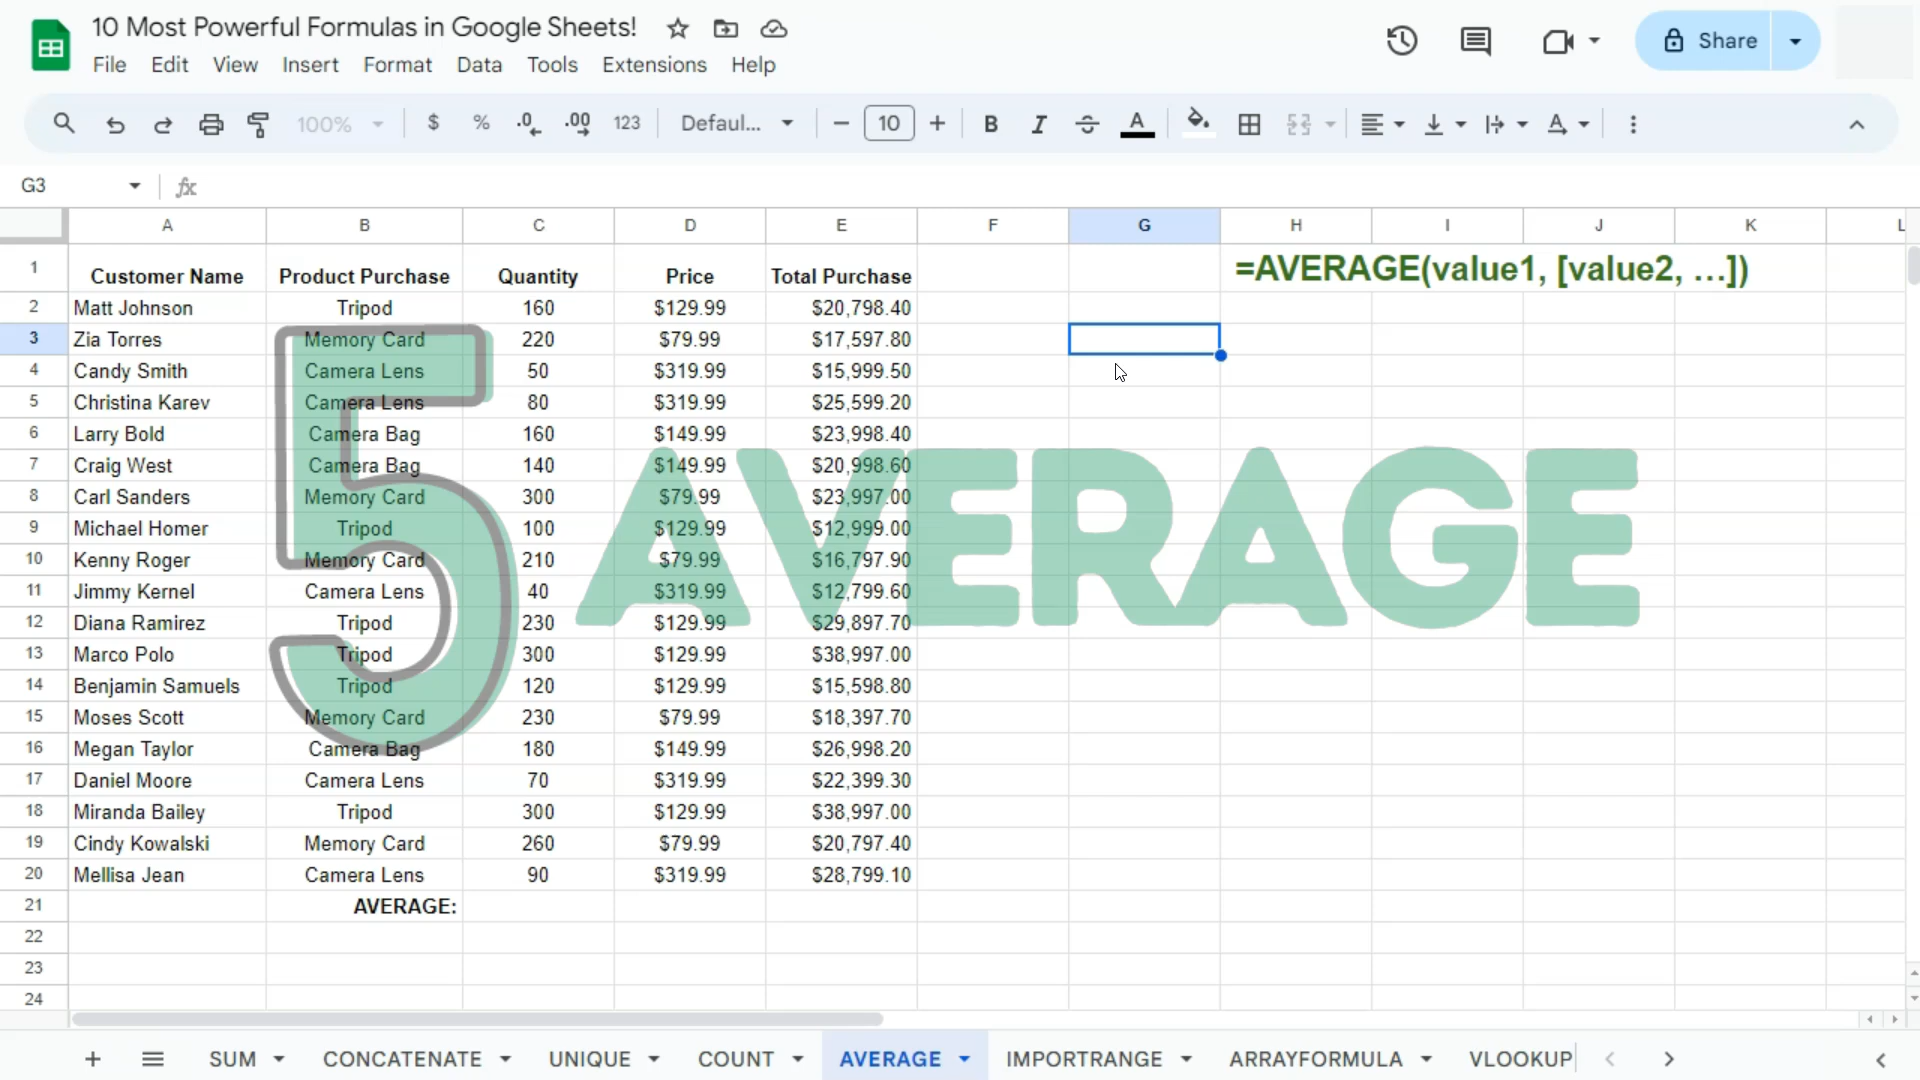 10 Most Powerful Formulas in Google Sheets!
File Edit View Insert Format Data Tools Extensions Help
Share
100% $ % .0 .00 123 Defaul... 10 B I A A
G3 fx
A B C D E F G H I J K L
1 Customer Name Product Purchase Quantity Price Total Purchase =AVERAGE(value1, [value2, ...])
2 Matt Johnson Tripod 160 $129.99 $20,798.40
3 Zia Torres Memory Card 220 $79.99 $17,597.80
4 Candy Smith Camera Lens 50 $319.99 $15,999.50
5 Christina Karev Camera Lens 80 $319.99 $25,599.20
6 Larry Bold Camera Bag 160 $149.99 $23,998.40
7 Craig West Camera Bag 140 $149.99 $20,998.60
8 Carl Sanders Memory Card 300 $79.99 $23,997.00
9 Michael Homer Tripod 100 $129.99 $12,999.00
10 Kenny Roger Memory Card 210 $79.99 $16,797.90
11 Jimmy Kernel Camera Lens 40 $319.99 $12,799.60
12 Diana Ramirez Tripod 230 $129.99 $29,897.70
13 Marco Polo Tripod 300 $129.99 $38,997.00
14 Benjamin Samuels Tripod 120 $129.99 $15,598.80
15 Moses Scott Memory Card 230 $79.99 $18,397.70
16 Megan Taylor Camera Bag 180 $149.99 $26,998.20
17 Daniel Moore Camera Lens 70 $319.99 $22,399.30
18 Miranda Bailey Tripod 300 $129.99 $38,997.00
19 Cindy Kowalski Memory Card 260 $79.99 $20,797.40
20 Mellisa Jean Camera Lens 90 $319.99 $28,799.10
21 AVERAGE:
22
23
24
5 AVERAGE
SUM CONCATENATE UNIQUE COUNT AVERAGE IMPORTRANGE ARRAYFORMULA VLOOKUP